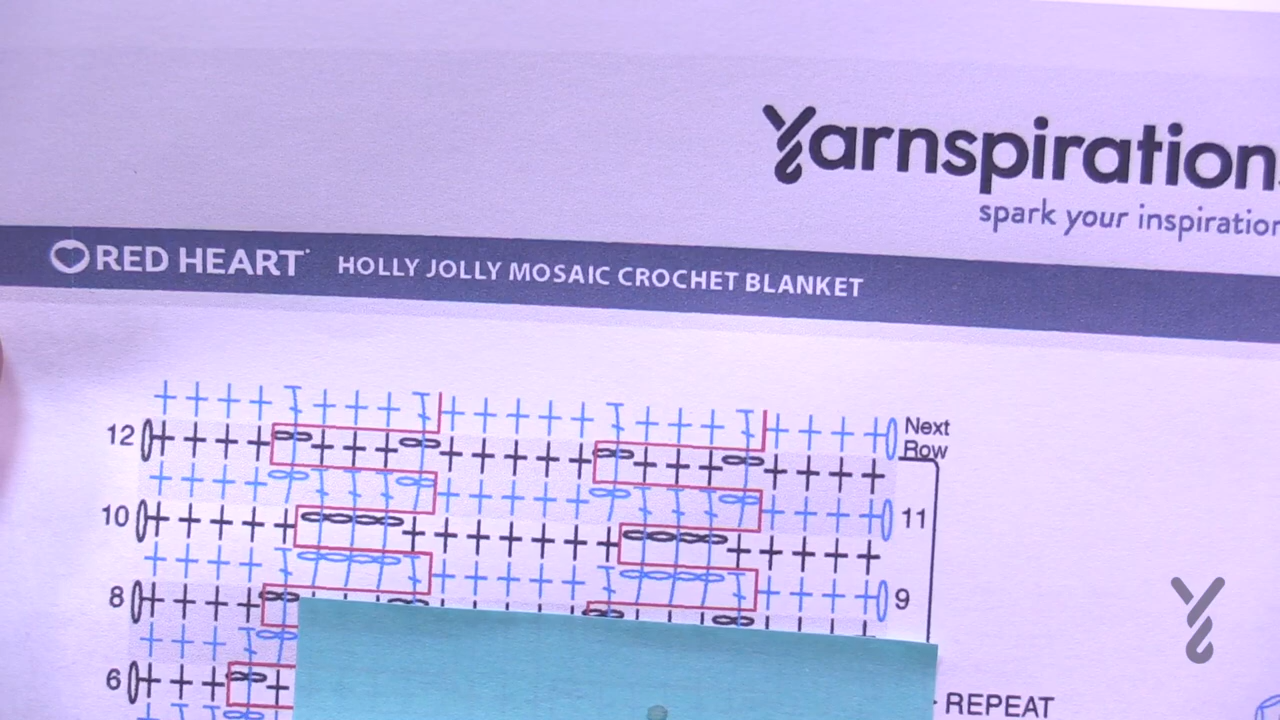 Yarnspiration
spark your inspiration
RED HEART HOLLY JOLLY MOSAIC CROCHET BLANKET
Next
Row
12
11
10
9
8
6
REPEAT